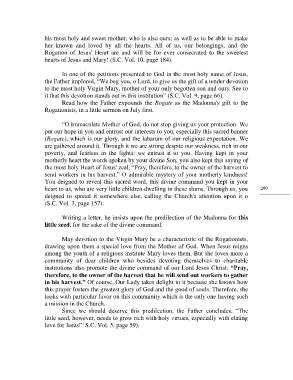 his most holy and sweet mother, who is also ours; as well as to be able to make
her known and loved by all the hearts. All of us, our belongings, and the
Rogation of Jesus' Heart are and will be for ever consecrated to the sweetest
hearts of Jesus and Mary! (S.C. Vol. 10, page 184).
In one of the petitions presented to God in the most holy name of Jesus,
the Father implored, "We beg you, o Lord, to give us the gift of a under devotion
to the most holy Virgin Mary, mother of your only begotten son and ours. See to
it that this devotion stands out in this institution" (S.C, Vol. 9, page 66).
Read how the Father expounds the Rogate as the Madonna's gift to the
Rogationists, in a little sermon on July first.
"O Immaculate Mother of God, do not stop giving us your protection. We
put our hope in you and entrust our interests to you, especially this sacred banner
(Rogate), which is our glory, and the labarum of our religious expectation. We
are gathered around it. Through it we are strong despite our weakness, rich in our
poverty, and fearless in the fights: we entrust it to you. Having kept in your
motherly heart the words spoken by your divine Son, you also kept this saying of
the most holy Heart of Jesus' zeal, "Pray, therefore, to the owner of the harvest to
send workers in his harvest." O admirable mystery of your motherly kindness!
You deigned to reveal this sacred word, this divine command you kept in your
heart to us, who are very little children dwelling in these slums. Through us, you
deigned to spread it somewhere else, calling the Church's attention upon it o
(S.C. Vol. 3, page 157).
200
Writing a letter, he insists upon the predilection of the Madonna for this
little seed, for the sake of the divine command.
May devotion to the Virgin Mary be a characteristic of the Rogationists,
drawing upon them a special love from the Mother of God. When Jesus reigns
among the youth of a religious institute Mary loves them. But she loves more a
community of dear children who besides devoting themselves to charitable
institutions also promote the divine command of our Lord Jesus Christ: "Pray,
therefore, to the owner of the harvest that he will send out workers to gather
in his harvest." Of course, Our Lady takes delight in it because she knows how
this prayer fosters the greatest glory of God and the good of souls. Therefore, she
looks with particular favor on this community which is the only one having such
a mission in the Church.
Since we should deserve this predilection, the Father concludes, "The
little seed, however, needs to grow rich with holy virtues, especially with elating
love for Jesus!" S.C. Vol. 5, page 59).